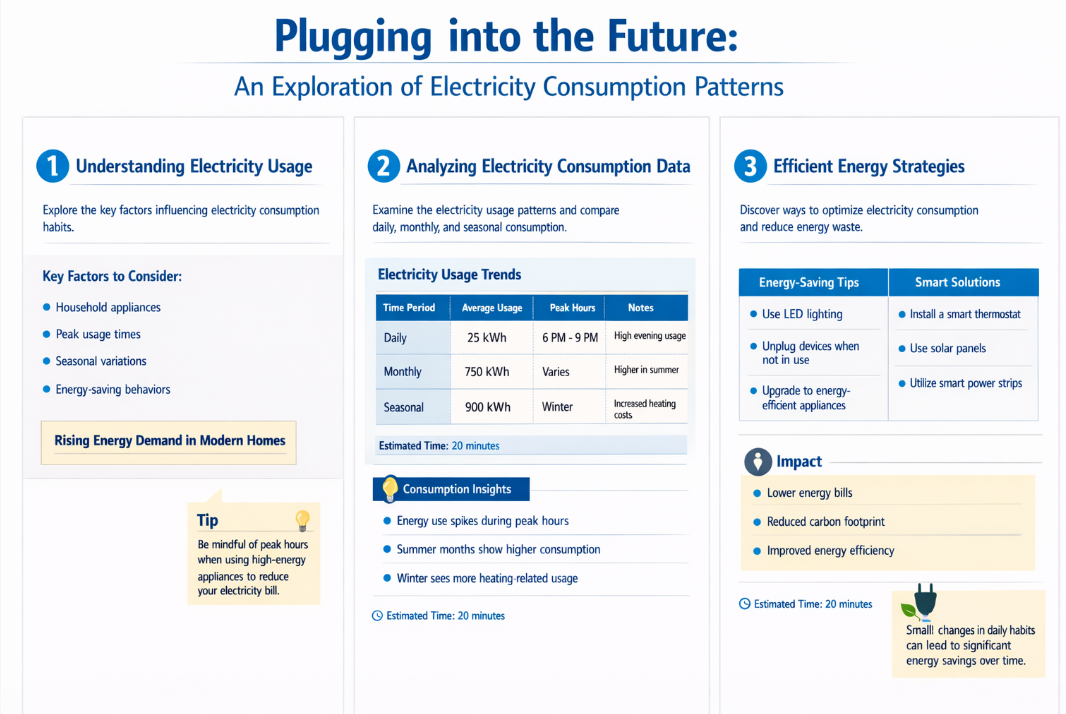 Plugging into the Future:
An Exploration of Electricity Consumption Patterns
1 Understanding Electricity Usage
Explore the key factors influencing electricity consumption
habits.
Key Factors to Consider:
Household appliances
Peak usage times
Seasonal variations
Energy-saving behaviors
Rising Energy Demand in Modern Homes
Tip
Be mindful of peak hours
when using high-energy
appliances to reduce
your electricity bill.
2 Analyzing Electricity Consumption Data
Examine the electricity usage patterns and compare
daily, monthly, and seasonal consumption.
Electricity Usage Trends
Time Period Average Usage Peak Hours Notes
Daily 25 kWh 6 PM - 9 PM High evening usage
Monthly 750 kWh Varies Higher in summer
Seasonal 900 kWh Winter Increased heating
costs
Estimated Time: 20 minutes
Consumption Insights
Energy use spikes during peak hours
Summer months show higher consumption
Winter sees more heating-related usage
Estimated Time: 20 minutes
3 Efficient Energy Strategies
Discover ways to optimize electricity consumption
and reduce energy waste.
Energy-Saving Tips
Use LED lighting
Unplug devices when
not in use
Upgrade to energy-
efficient appliances
Smart Solutions
Install a smart thermostat
Use solar panels
Utilize smart power strips
Impact
Lower energy bills
Reduced carbon footprint
Improved energy efficiency
Estimated Time: 20 minutes
Smalll changes in daily habits
can leed to significant
energy savings over time.